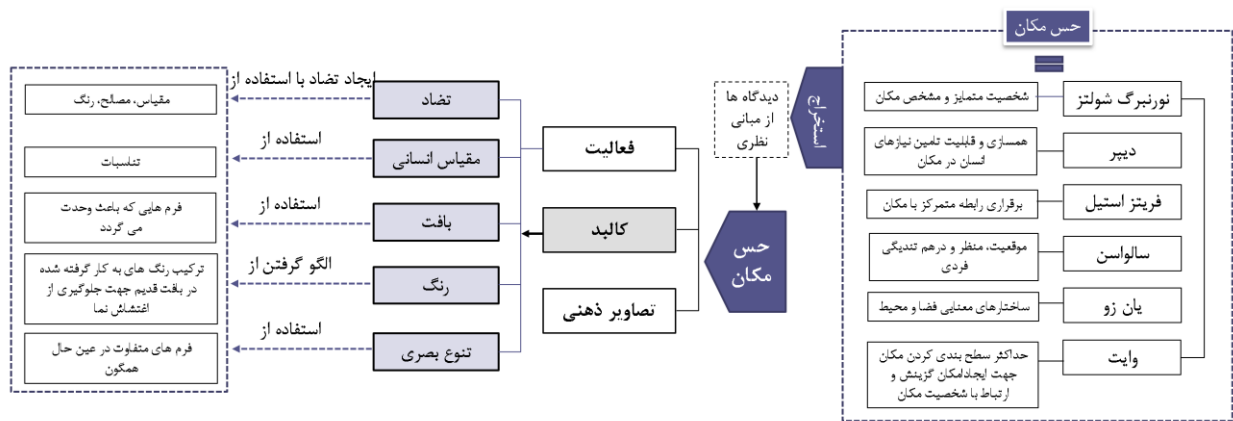 حس مکان
نورنبرگ شولتز
شخصیت متمایز و مشخص مکان
دیپر
همسازی و قابلیت تامین نیازهای
انسان در مکان
فریتز استیل
برقراری رابطه متمرکز با مکان
سالواسن
موقعیت، منظر و درهم تندیگی
فردی
یان زو
ساختارهای معنایی فضا و محیط
وایت
حداکثر سطح بندی کردن مکان
جهت ایجادامکان گزینش و
ارتباط با شخصیت مکان
استخراج
دیدگاه ها
از مبانی
نظری
حس
مکان
فعالیت
کالبد
تصاویر ذهنی
تضاد
ایجاد تضاد با استفاده از
مقیاس، مصالح، رنگ
مقیاس انسانی
استفاده از
تناسبات
بافت
استفاده از
فرم هایی که باعث وحدت
می گردد
رنگ
الگو گرفتن از
ترکیب رنگ های به کار گرفته شده
در بافت قدیم جهت جلوگیری از
اغتشاش نما
تنوع بصری
استفاده از
فرم های متفاوت در عین حال
همگون